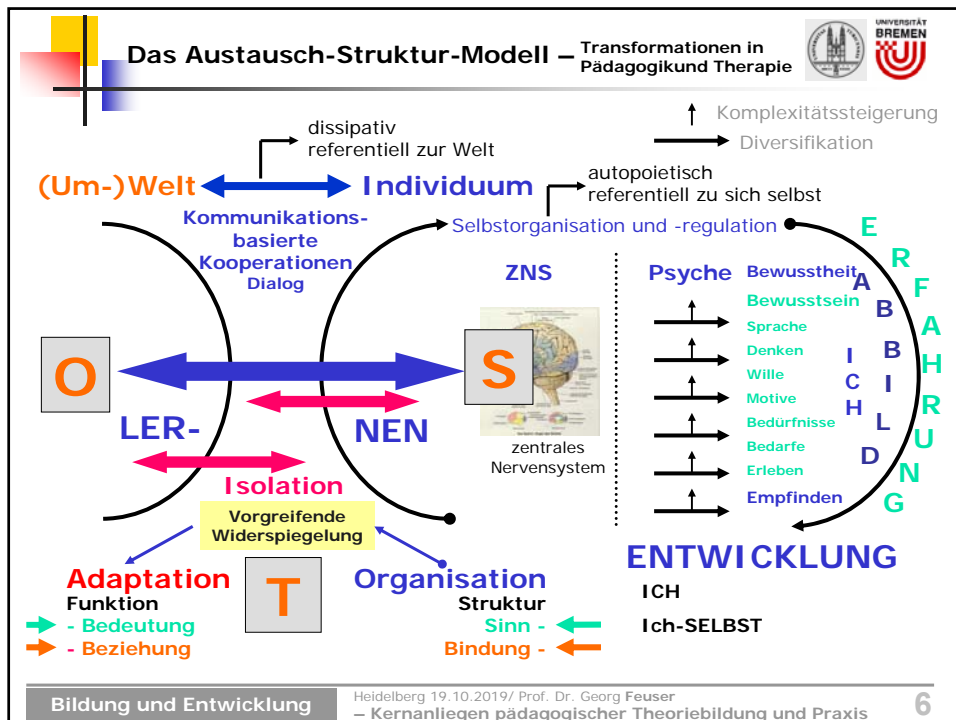 Das Austausch-Struktur-Modell – Transformationen in
Pädagogikund Therapie
UNIVERSITÄT
BREMEN
Komplexitätssteigerung
Diversifikation
dissipativ
referentiell zur Welt
autopoietisch
referentiell zu sich selbst
(Um-)Welt
Individuum
Kommunikations-
basierte
Kooperationen
Dialog
Selbstorganisation und -regulation
ZNS
Psyche
Bewusstheit
Bewusstsein
Sprache
Denken
Wille
Motive
Bedürfnisse
Bedarfe
Erleben
Empfinden
ABBILD
ICH
ERFAHRUNG
O
S
LER-
NEN
zentrales
Nervensystem
Isolation
Vorgreifende
Widerspiegelung
T
Adaptation
Funktion
- Bedeutung
- Beziehung
Organisation
Struktur
Sinn -
Bindung -
ENTWICKLUNG
ICH
Ich-SELBST
Bildung und Entwicklung
Heidelberg 19.10.2019/ Prof. Dr. Georg Feuser
– Kernanliegen pädagogischer Theoriebildung und Praxis
6